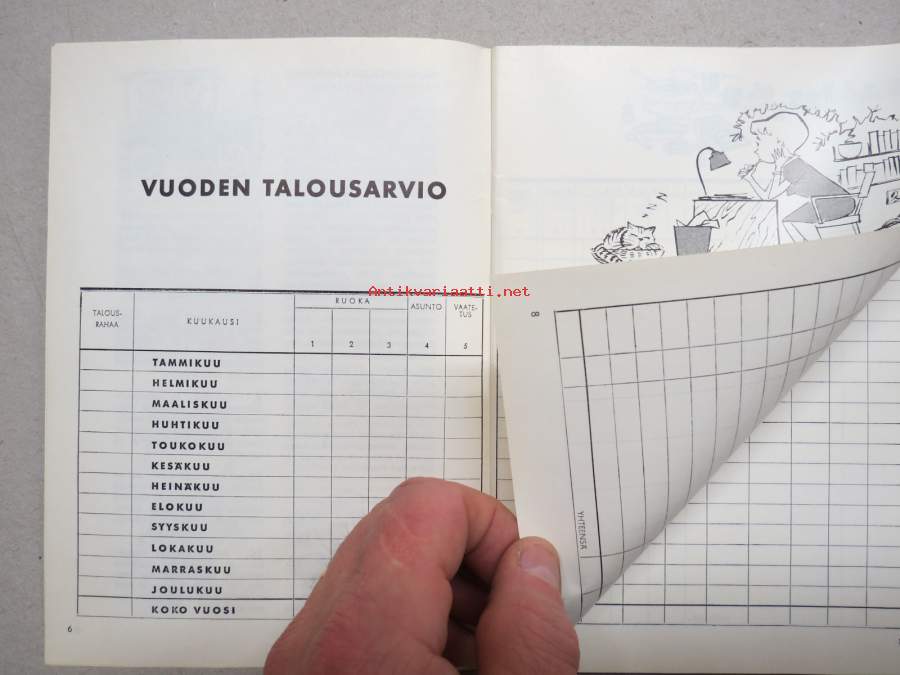 VUODEN TALOUSARVIO
Antikvariaatti.net
TALOUS-
RAHAA
KUUKAUSI
RUOKA
ASUNTO
VAATE-
TUS
1 2 3 4 5
TAMMIKUU
HELMIKUU
MAALISKUU
HUHTIKUU
TOUKOKUU
KESÄKUU
HEINÄKUU
ELOKUU
SYYSKUU
LOKAKUU
MARRASKUU
JOULUKUU
KOKO VUOSI
6
Z Z Z
8
YHTEENSÄ